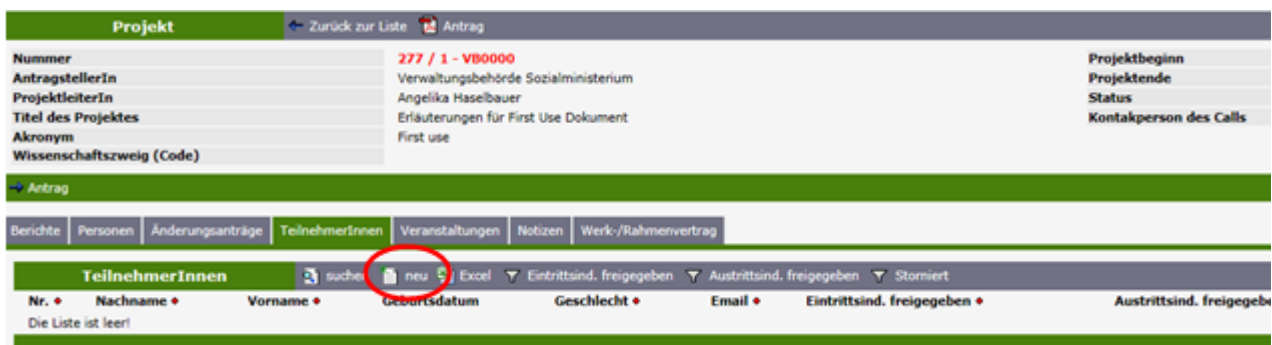 Projekt Zurück zur Liste Antrag
Nummer 277 / 1 - VB0000 Projektbeginn
AntragstellerIn Verwaltungsbehörde Sozialministerium Projektende
ProjektleiterIn Angelika Haselbauer Status
Titel des Projektes Erläuterungen für First Use Dokument Kontakperson des Calls
Akronym First use
Wissenschaftszweig (Code)
Antrag
Berichte Personen Änderungsanträge TeilnehmerInnen Veranstaltungen Notizen Werk-/Rahmenvertrag
TeilnehmerInnen suchen neu Excel Eintrittsind. freigegeben Austrittsind. freigegeben Storniert
Nr. Nachname Vorname Geburtsdatum Geschlecht Email Eintrittsind. freigegeben Austrittsind. freigegebe
Die Liste ist leer!